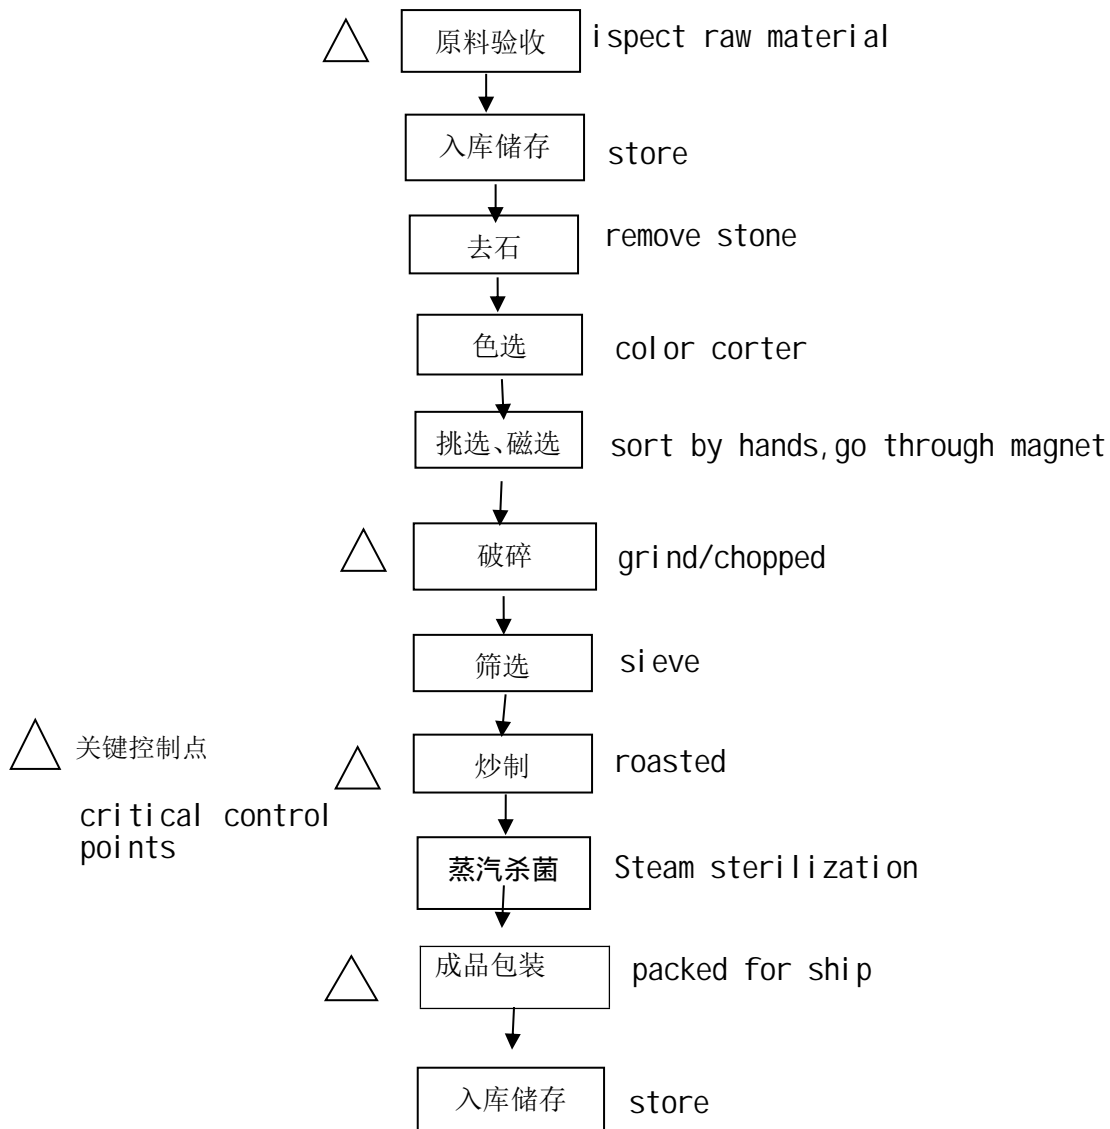 原料验收 ispect raw material
入库储存 store
去石 remove stone
色选 color corter
挑选、磁选 sort by hands,go through magnet
破碎 grind/chopped
筛选 sieve
关键控制点
critical control
points
炒制 roasted
蒸汽杀菌 Steam sterilization
成品包装 packed for ship
入库储存 store